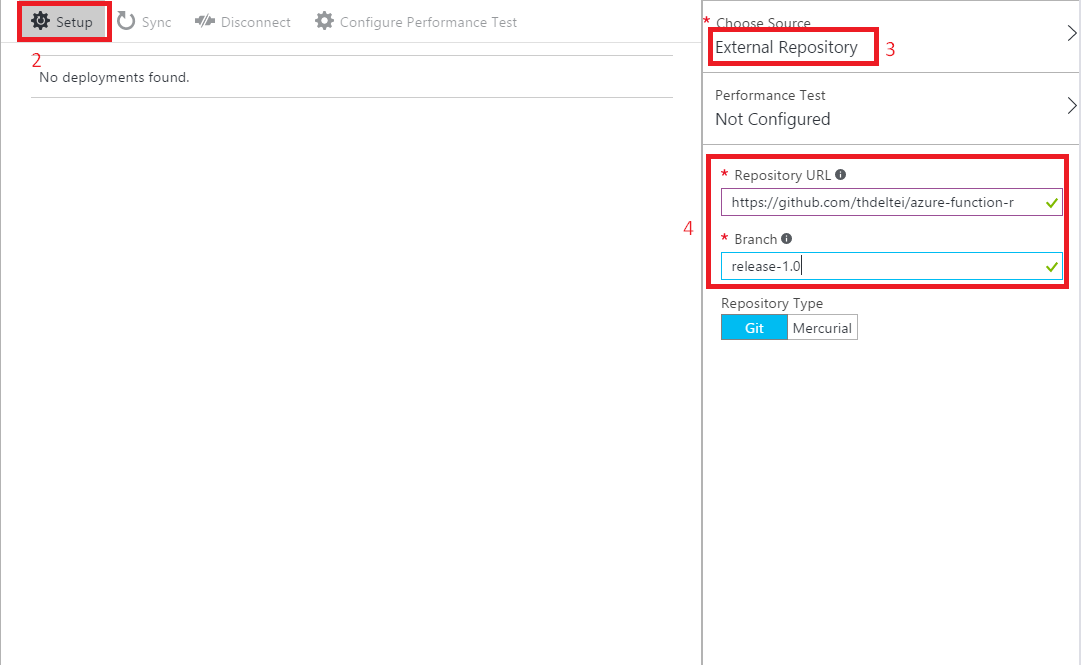 Setup Sync Disconnect Configure Performance Test
2
No deployments found.
* Choose Source
External Repository 3
Performance Test
Not Configured
* Repository URL
https://github.com/thdeltei/azure-function-r
4
* Branch
release-1.0
Repository Type
Git Mercurial